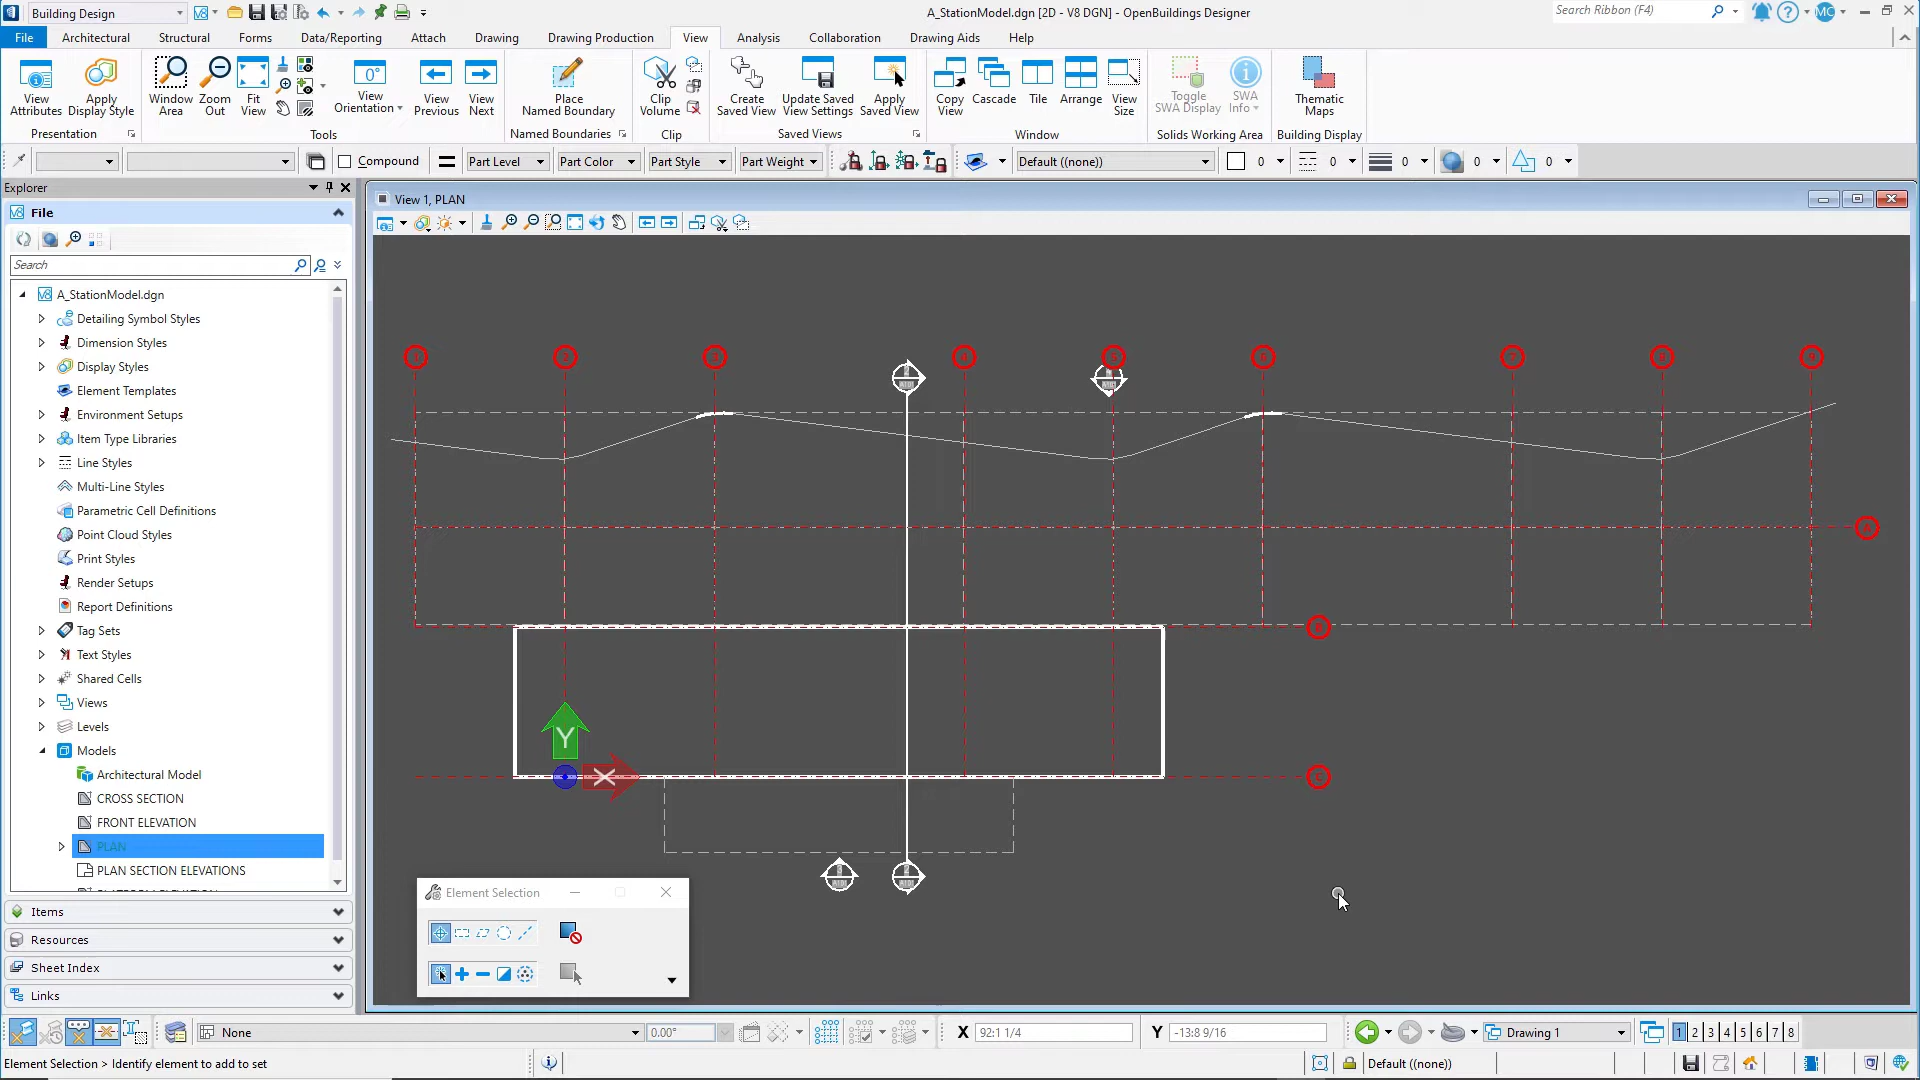 Building Design
A_StationModel.dgn [2D - V8 DGN] - OpenBuildings Designer
Search Ribbon (F4)
MC
File
Architectural
Structural
Forms
Data/Reporting
Attach
Drawing
Drawing Production
View
Analysis
Collaboration
Drawing Aids
Help
View Attributes
Apply Display Style
Window Area
Zoom Out
Fit View
View Orientation
View Previous
View Next
Place Named Boundary
Clip Volume
Create Saved View
Update Saved View Settings
Apply Saved View
Copy View
Cascade
Tile
Arrange
View Size
Toggle SWA Display
SWA Info
Thematic Maps
Presentation
Tools
Named Boundaries
Clip
Saved Views
Window
Solids Working Area
Building Display
Compound
Part Level
Part Color
Part Style
Part Weight
Default ((none))
0
0
0
0
0
Explorer
File
Search
A_StationModel.dgn
Detailing Symbol Styles
Dimension Styles
Display Styles
Element Templates
Environment Setups
Item Type Libraries
Line Styles
Multi-Line Styles
Parametric Cell Definitions
Point Cloud Styles
Print Styles
Render Setups
Report Definitions
Tag Sets
Text Styles
Shared Cells
Views
Levels
Models
Architectural Model
CROSS SECTION
FRONT ELEVATION
PLAN
PLAN SECTION ELEVATIONS
Items
Resources
Sheet Index
Links
View 1, PLAN
Y
X
Element Selection
None
0.00°
X
92:1 1/4
Y
-13:8 9/16
Drawing 1
1 2 3 4 5 6 7 8
Element Selection > Identify element to add to set
Default ((none))